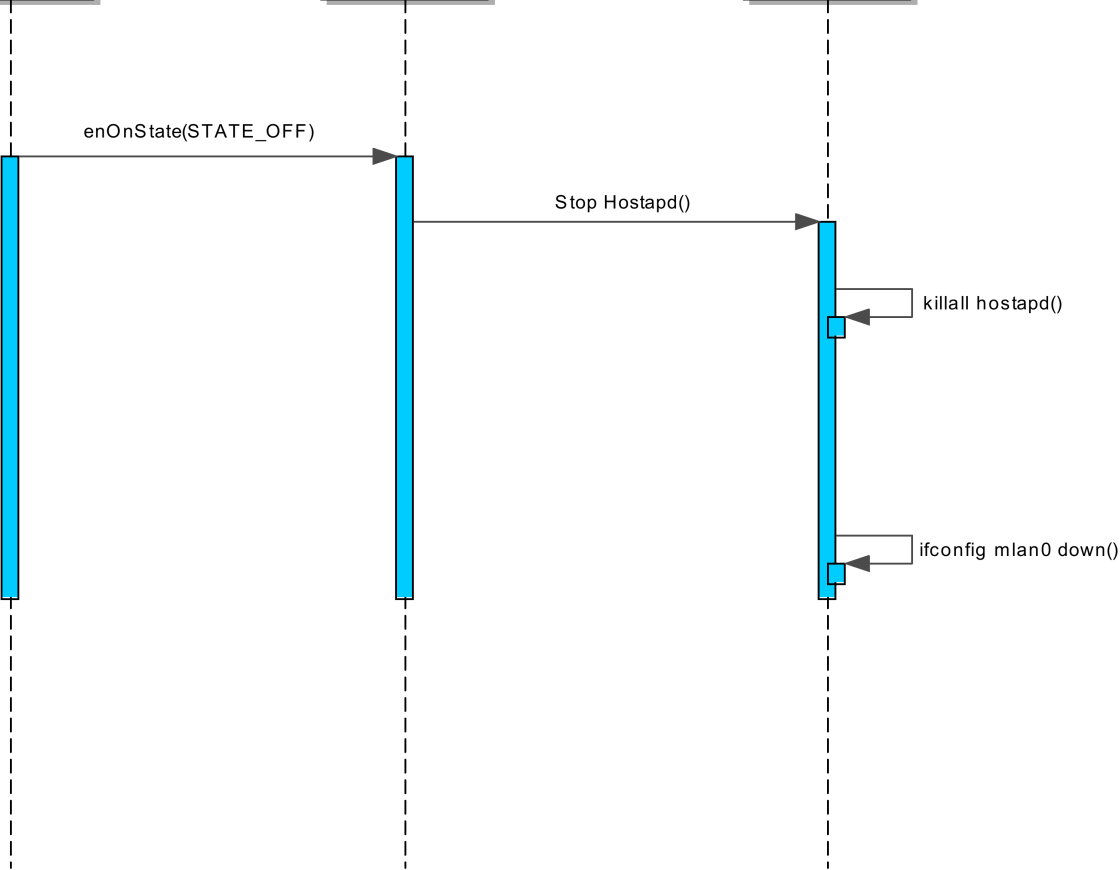 enOnState(STATE_OFF)
Stop Hostapd()
killall hostapd()
ifconfig mlan0 down()